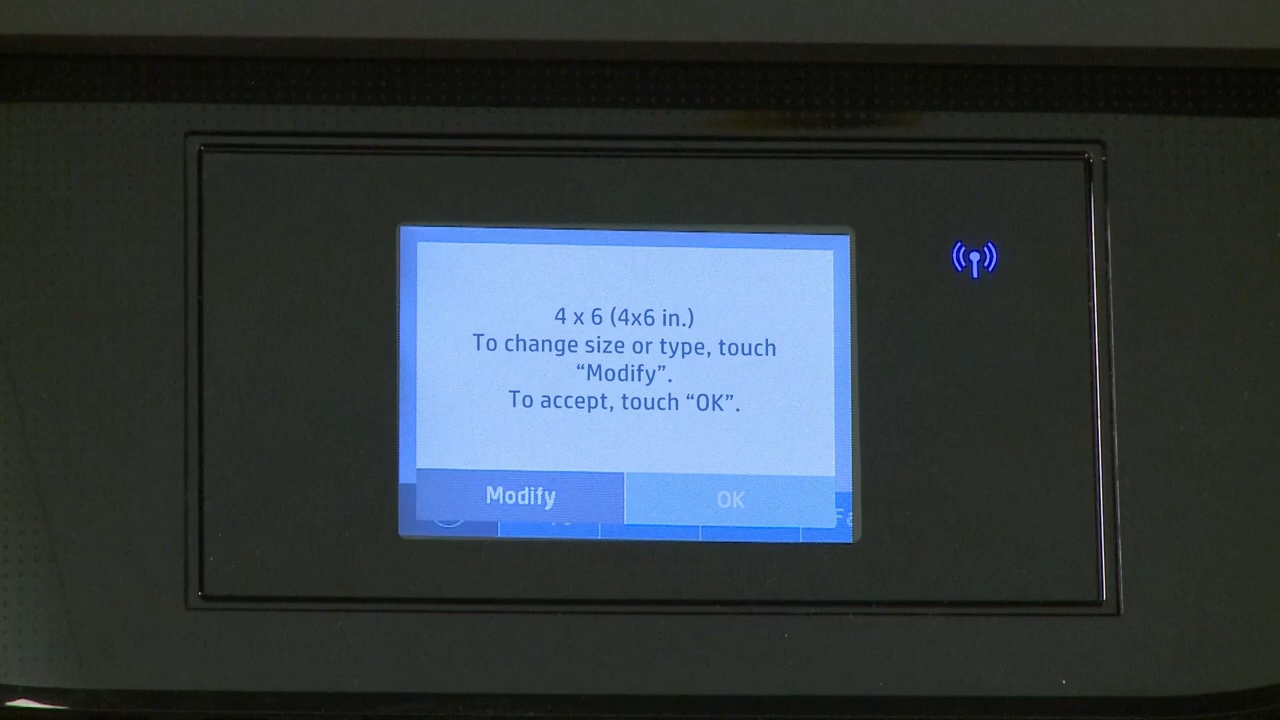 4 x 6 (4x6 in.)
To change size or type, touch
“Modify”.
To accept, touch “OK”.
Modify
OK